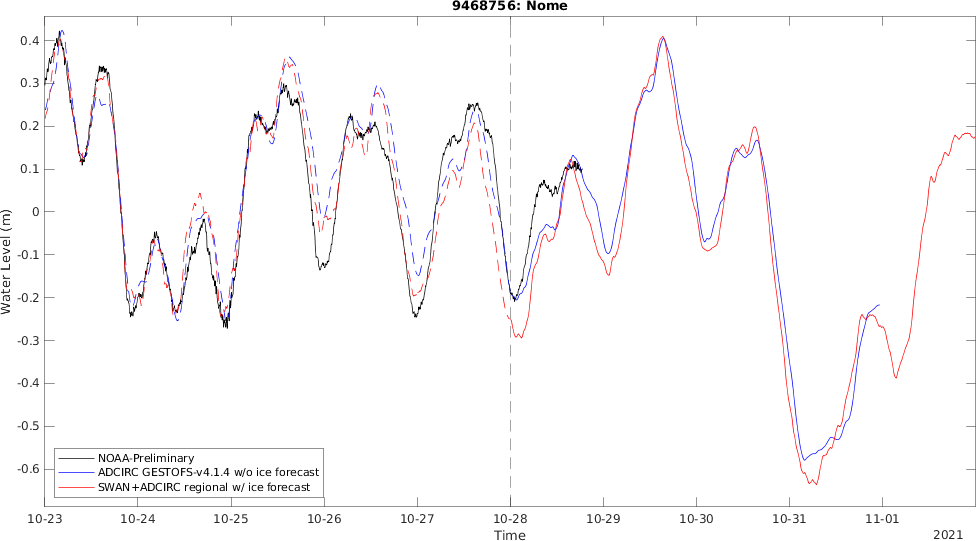 9468756: Nome
0.4
0.3
0.2
0.1
0
-0.1
-0.2
-0.3
-0.4
-0.5
-0.6
Water Level (m)
NOAA-Preliminary
ADCIRC GESTOFS-v4.1.4 w/o ice forecast
SWAN+ADCIRC regional w/ ice forecast
10-23 10-24 10-25 10-26 10-27 10-28 10-29 10-30 10-31 11-01
Time
2021